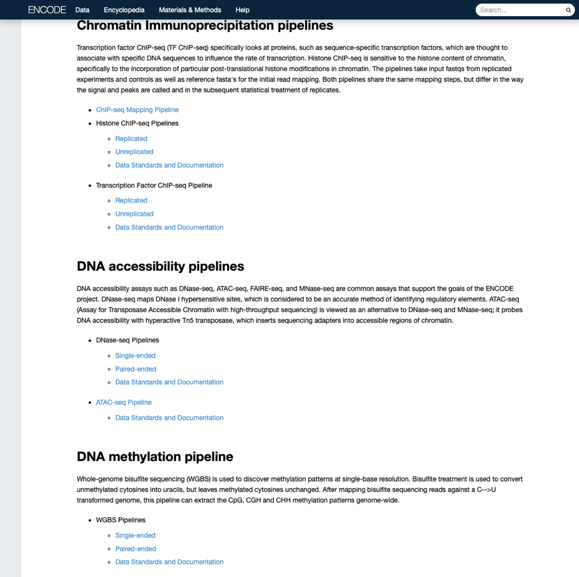 ENCODE Data Encyclopedia Materials & Methods Help Search...
Chromatin Immunoprecipitation pipelines
Transcription factor ChIP-seq (TF ChIP-seq) specifically looks at proteins, such as sequence-specific transcription factors, which are thought to
associate with specific DNA sequences to influence the rate of transcription. Histone ChIP-seq is sensitive to the histone content of chromatin,
specifically to the incorporation of particular post-translational histone modifications in chromatin. The pipelines take input fastqs from replicated
experiments and controls as well as reference fasta's for the initial read mapping. Both pipelines share the same mapping steps, but differ in the way
the signal and peaks are called and in the subsequent statistical treatment of replicates.
ChIP-seq Mapping Pipeline
Histone ChIP-seq Pipelines
Replicated
Unreplicated
Data Standards and Documentation
Transcription Factor ChIP-seq Pipeline
Replicated
Unreplicated
Data Standards and Documentation
DNA accessibility pipelines
DNA accessibility assays such as DNase-seq, ATAC-seq, FAIRE-seq, and MNase-seq are common assays that support the goals of the ENCODE
project. DNase-seq maps DNase I hypersensitive sites, which is considered to be an accurate method of identifying regulatory elements. ATAC-seq
(Assay for Transposase Accessible Chromatin with high-throughput sequencing) is viewed as an alternative to DNase-seq and MNase-seq; it probes
DNA accessibility with hyperactive Tn5 transposase, which inserts sequencing adapters into accessible regions of chromatin.
DNase-seq Pipelines
Single-ended
Paired-ended
Data Standards and Documentation
ATAC-seq Pipeline
Data Standards and Documentation
DNA methylation pipeline
Whole-genome bisulfite sequencing (WGBS) is used to discover methylation patterns at single-base resolution. Bisulfite treatment is used to convert
unmethylated cytosines into uracils, but leaves methylated cytosines unchanged. After mapping bisulfite sequencing reads against a C-->U
transformed genome, this pipeline can extract the CpG, CGH and CHH methylation patterns genome-wide.
WGBS Pipelines
Single-ended
Paired-ended
Data Standards and Documentation